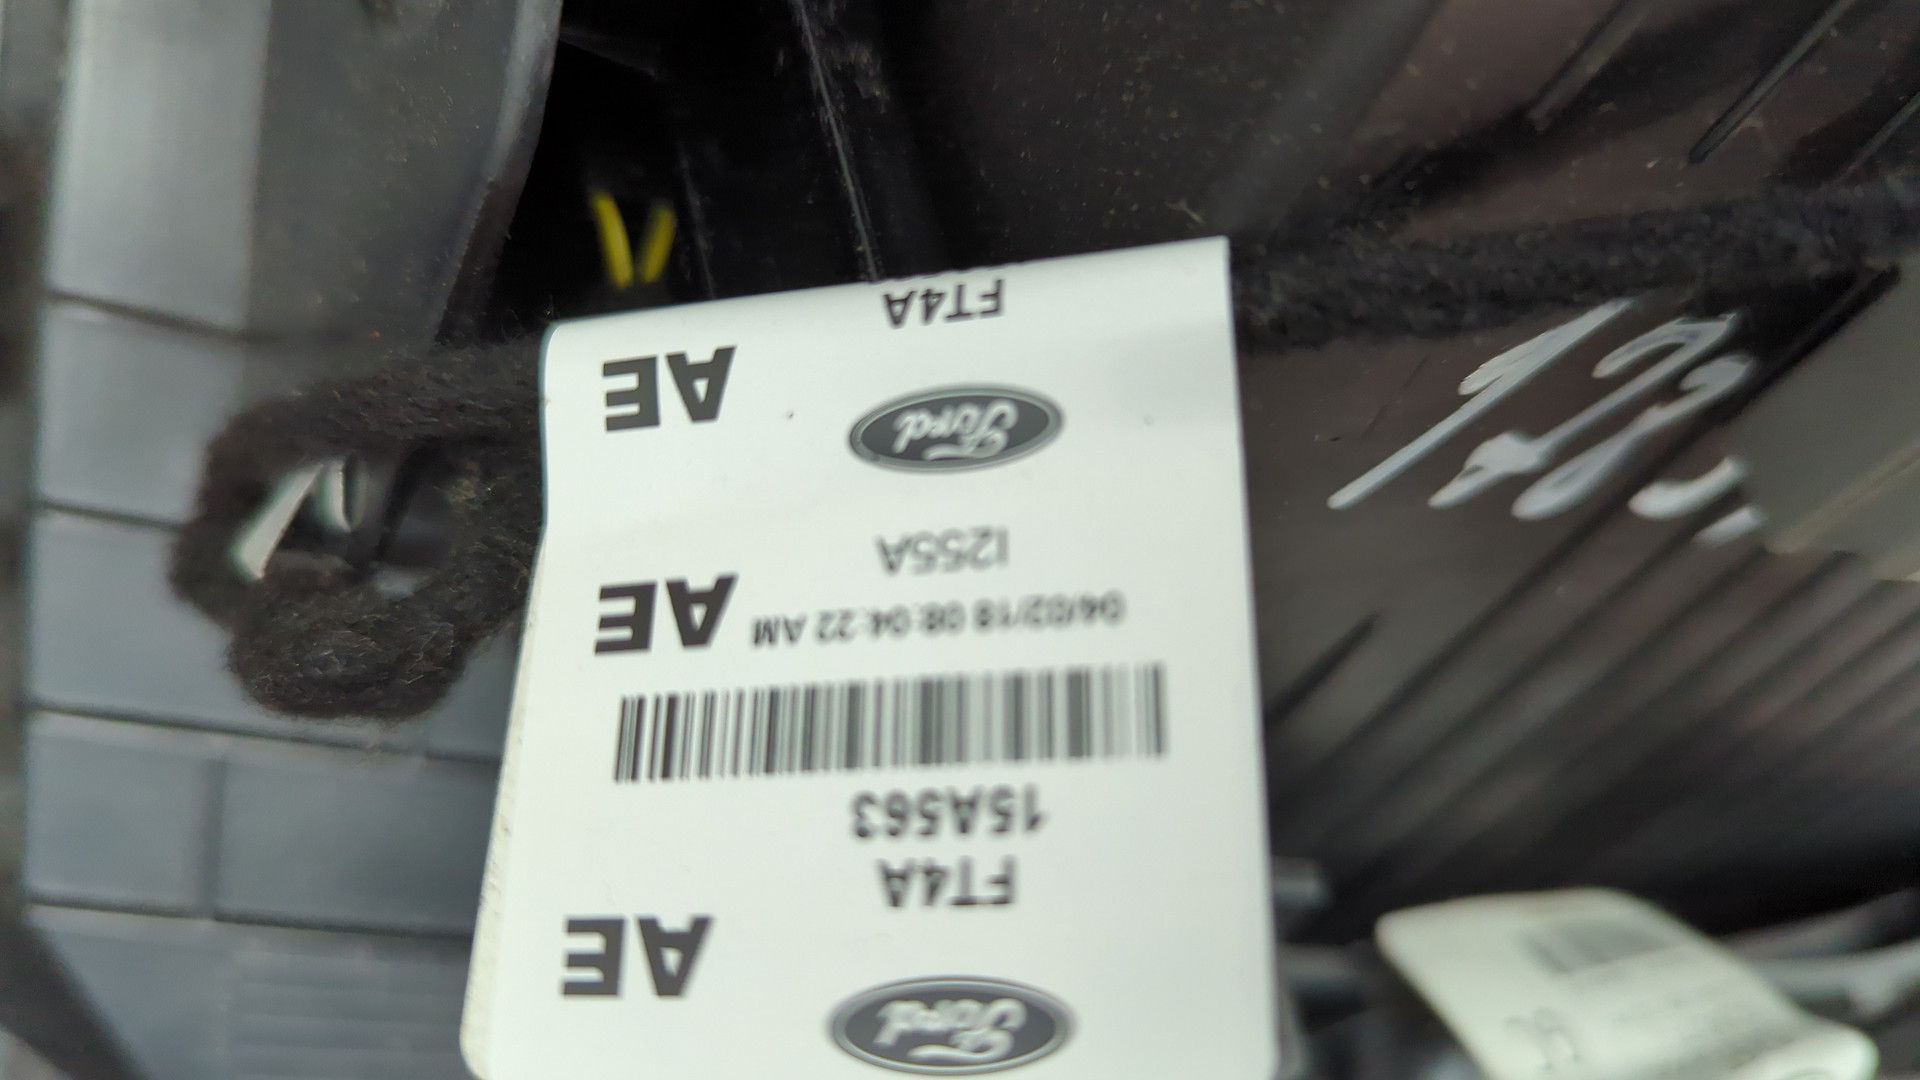 Ford
FT4A AE
15A563
04/02/18 08:04:22 AM AE
I255A
Ford
AE
FT4A